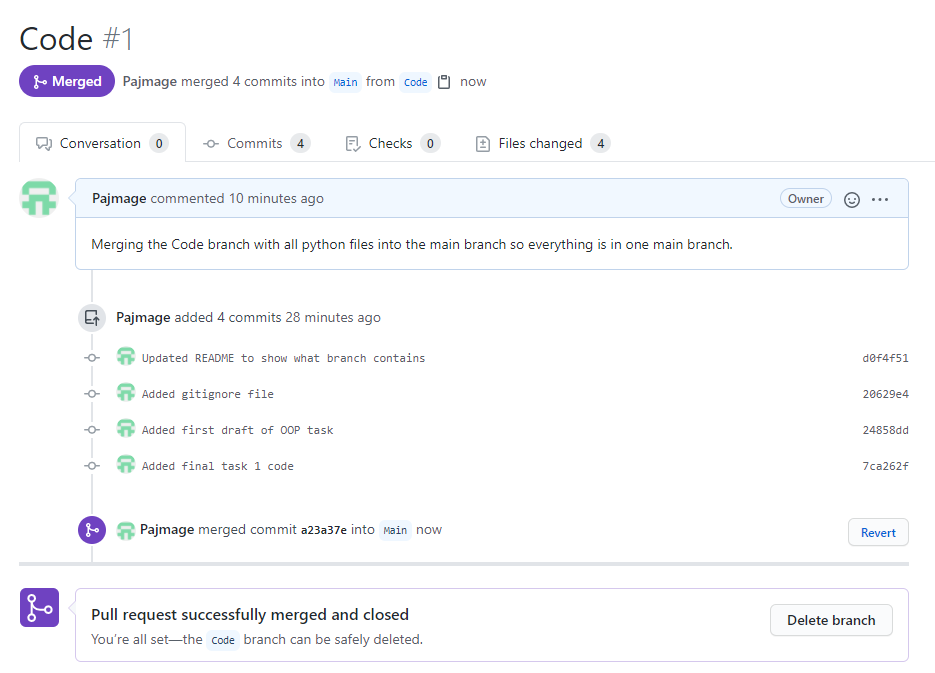 Code #1
Merged Pajmage merged 4 commits into Main from Code now
Conversation 0 Commits 4 Checks 0 Files changed 4
Pajmage commented 10 minutes ago Owner
Merging the Code branch with all python files into the main branch so everything is in one main branch.
Pajmage added 4 commits 28 minutes ago
Updated README to show what branch contains d0f4f51
Added gitignore file 20629e4
Added first draft of OOP task 24858dd
Added final task 1 code 7ca262f
Pajmage merged commit a23a37e into Main now Revert
Pull request successfully merged and closed
You're all set—the Code branch can be safely deleted.
Delete branch